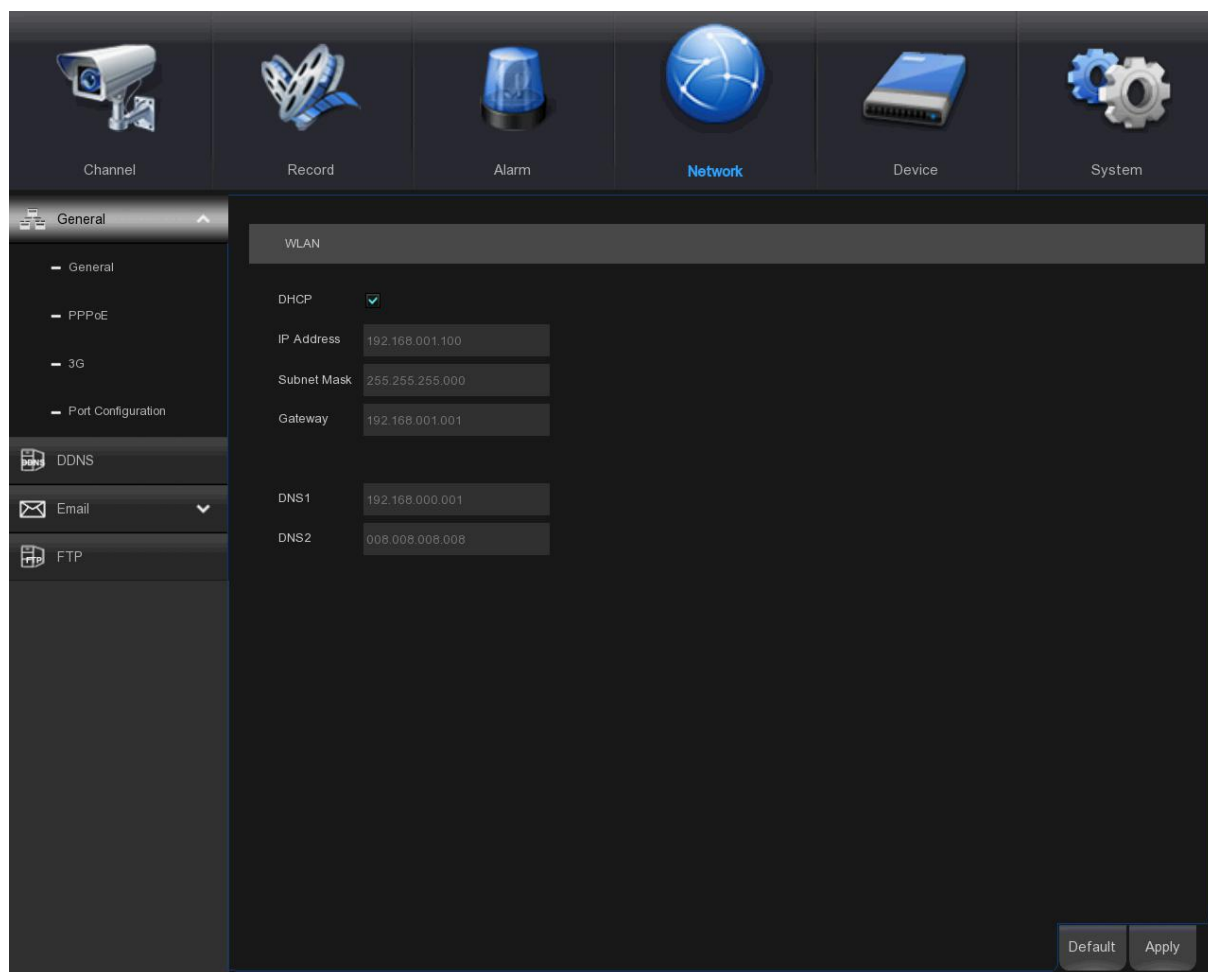 Channel
Record
Alarm
Network
Device
System
General
General
PPPoE
3G
Port Configuration
DDNS
DDNS
Email
FTP
FTP
WLAN
DHCP
IP Address 192.168.001.100
Subnet Mask 255.255.255.000
Gateway 192.168.001.001
DNS1 192.168.000.001
DNS2 008.008.008.008
Default
Apply